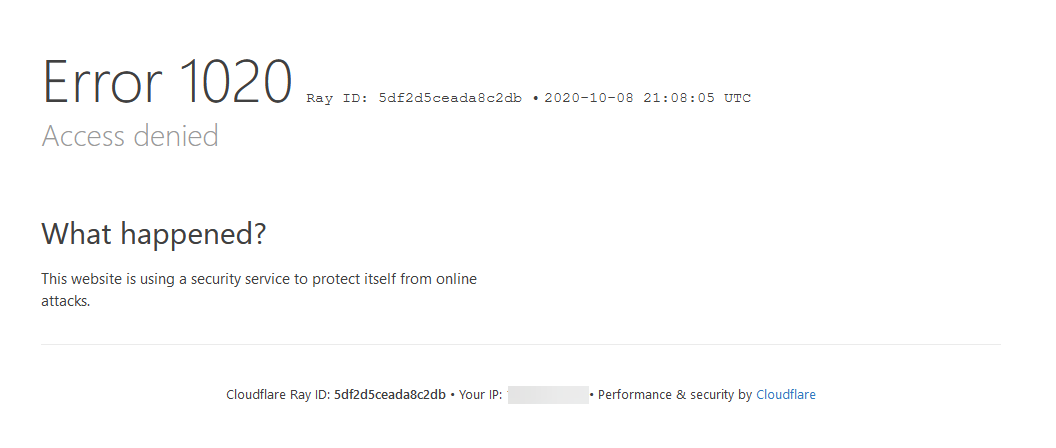 Error 1020 Ray ID: 5df2d5ceada8c2db • 2020-10-08 21:08:05 UTC
Access denied
What happened?
This website is using a security service to protect itself from online
attacks.
Cloudflare Ray ID: 5df2d5ceada8c2db • Your IP: • Performance & security by Cloudflare